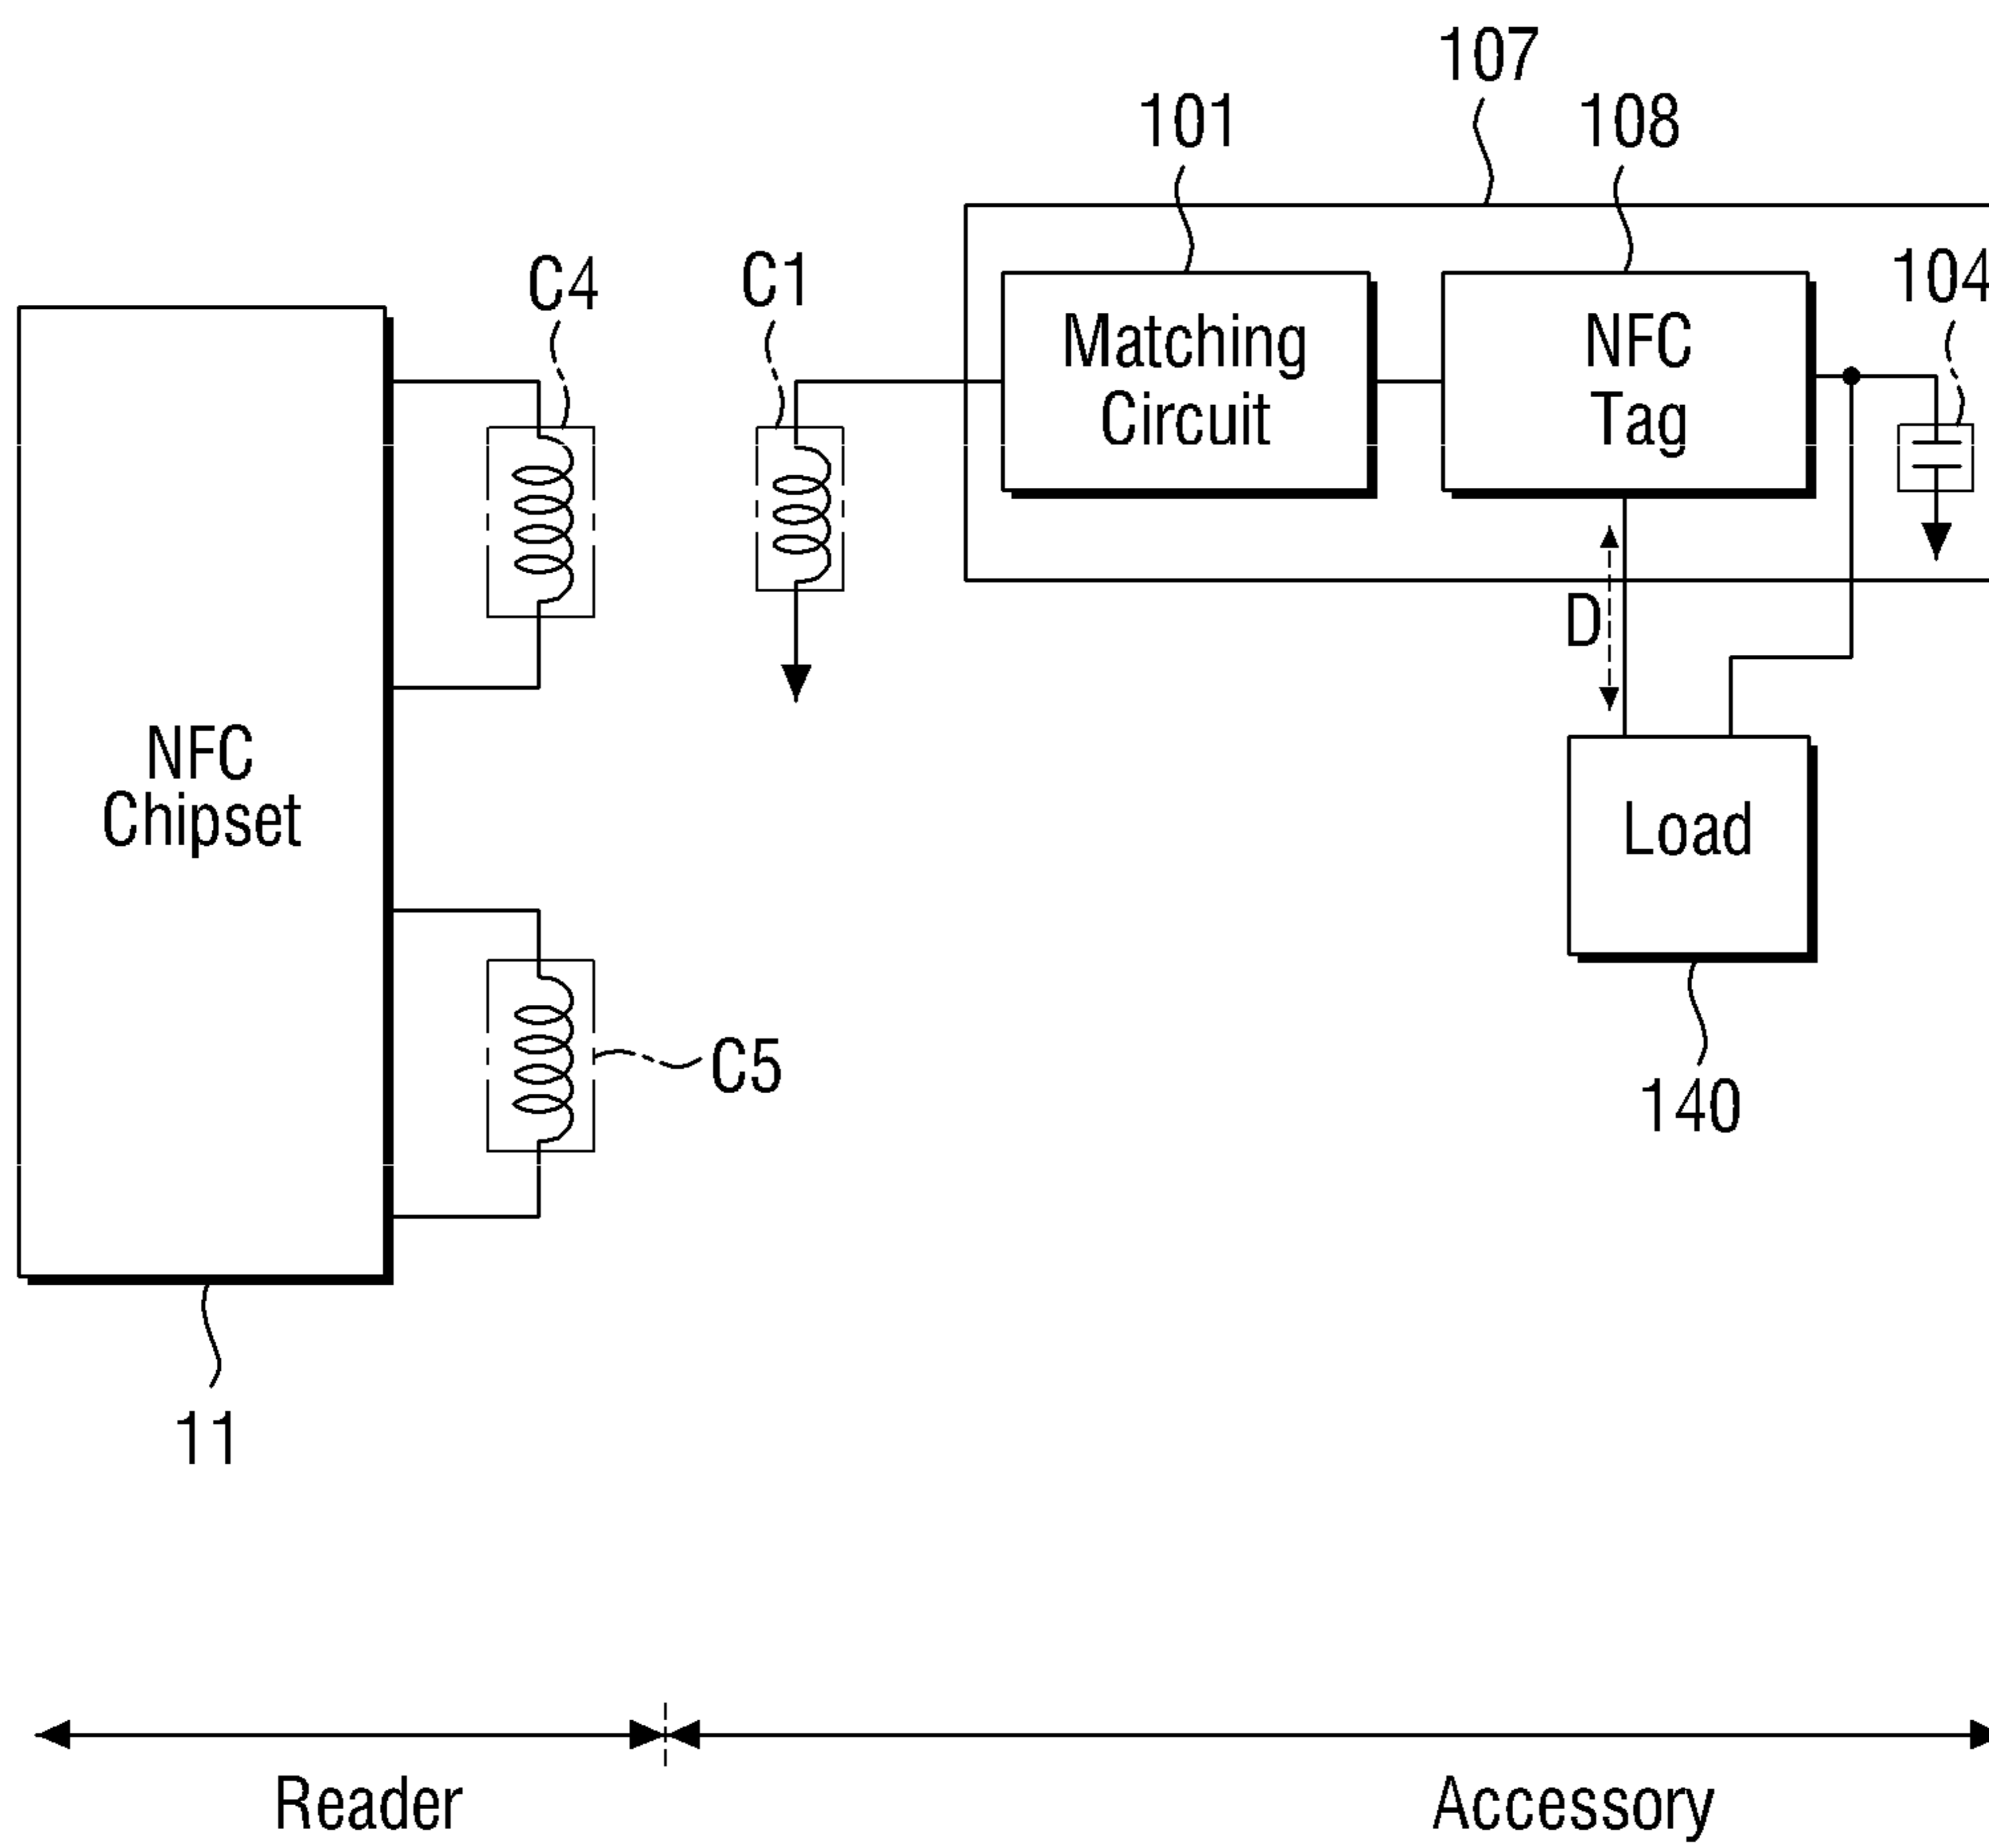 107
101
108
C4
C1
104
Matching
Circuit
NFC
Tag
D
NFC
Chipset
Load
C5
140
11
Reader
Accessory